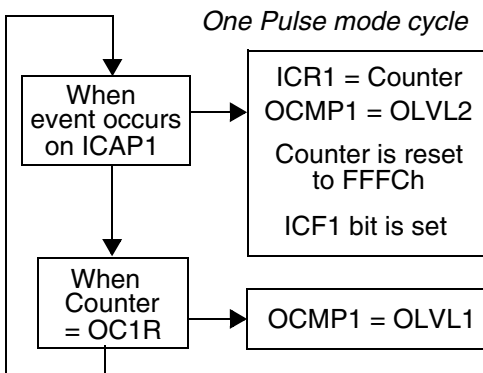 One Pulse mode cycle
When
event occurs
on ICAP1
ICR1 = Counter
OCMP1 = OLVL2
Counter is reset
to FFFCh
ICF1 bit is set
When
Counter
= OC1R
OCMP1 = OLVL1